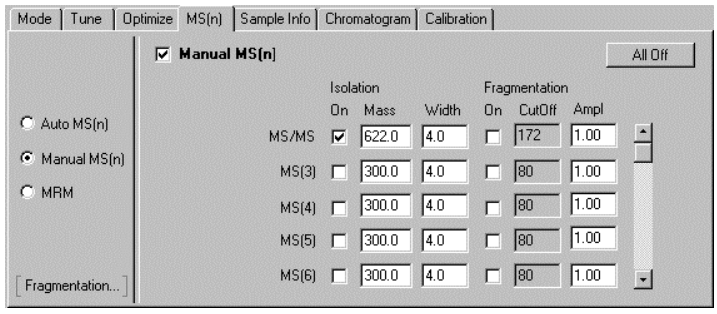 Mode Tune Optimize MS(n) Sample Info Chromatogram Calibration
Manual MS(n) All Off
Isolation Fragmentation
On Mass Width On CutOff Ampl
Auto MS(n)
MS/MS 622.0 4.0 172 1.00
Manual MS(n)
MS(3) 300.0 4.0 80 1.00
MRM
MS(4) 300.0 4.0 80 1.00
MS(5) 300.0 4.0 80 1.00
MS(6) 300.0 4.0 80 1.00
[Fragmentation...]